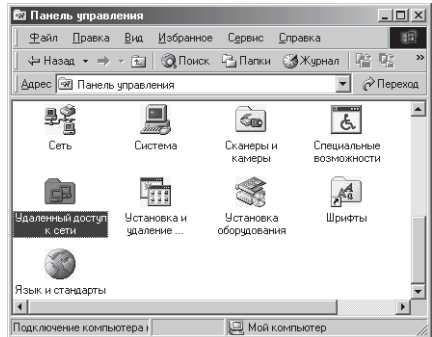 Панель управления
Файл Правка Вид Избранное Сервис Справка
Назад Поиск Папки Журнал »
Адрес Панель управления Переход
Сеть Система Сканеры и камеры Специальные возможности
Удаленный доступ к сети Установка и удаление ... Установка оборудования Шрифты
Язык и стандарты
Подключение компьютера Мой компьютер